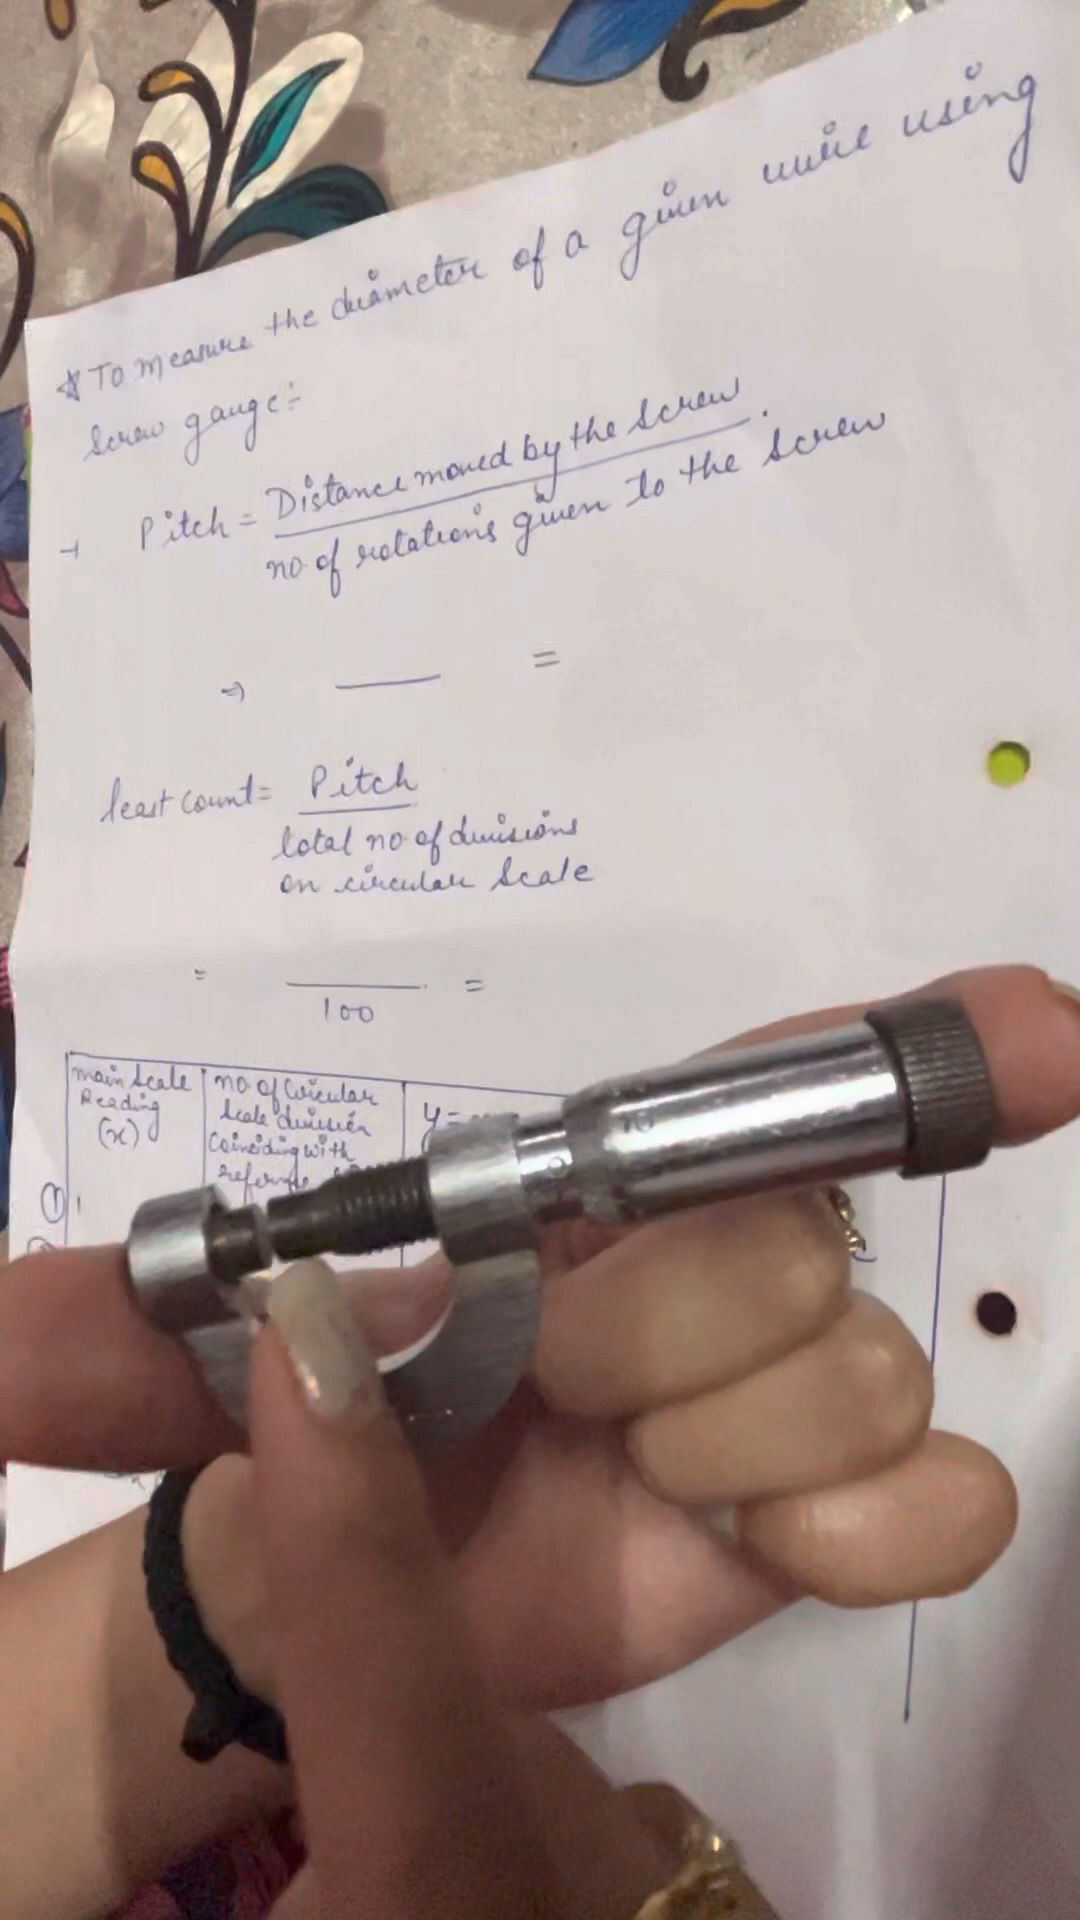 * To measure the diameter of a given wire using
Screw gauge:-
→ Pitch = Distance moved by the Screw
no of rotations given to the Screw
⇒ =
least count = Pitch
total no of divisions
on circular Scale
= =
100
main Scale
Reading
(x)
no of Circular
Scale division
Coinciding with
y =
①
0